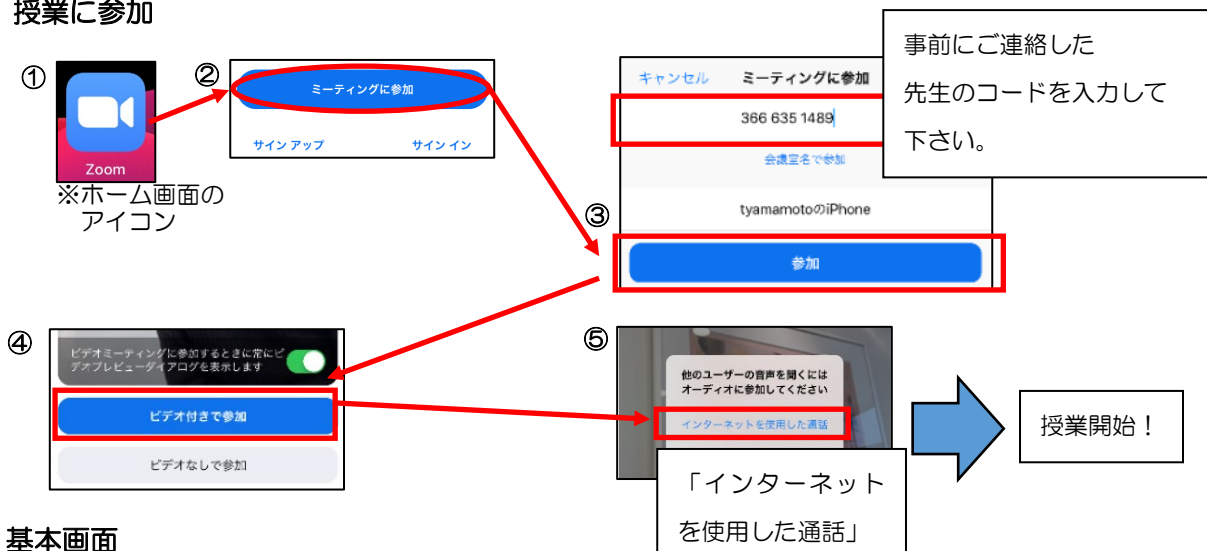 授業に参加
①
Zoom
※ホーム画面の
アイコン
②
ミーティングに参加
サイン アップ
サイン イン
キャンセル
ミーティングに参加
366 635 1489
会議室名で参加
tyamamotoのiPhone
③
参加
事前にご連絡した
先生のコードを入力して
下さい。
④
ビデオミーティングに参加するときに常にビ
デオプレビューダイアログを表示します
ビデオ付きで参加
ビデオなしで参加
⑤
他のユーザーの音声を聞くには
オーディオに参加してください
インターネットを使用した通話
「インターネット
を使用した通話」
授業開始！
基本画面